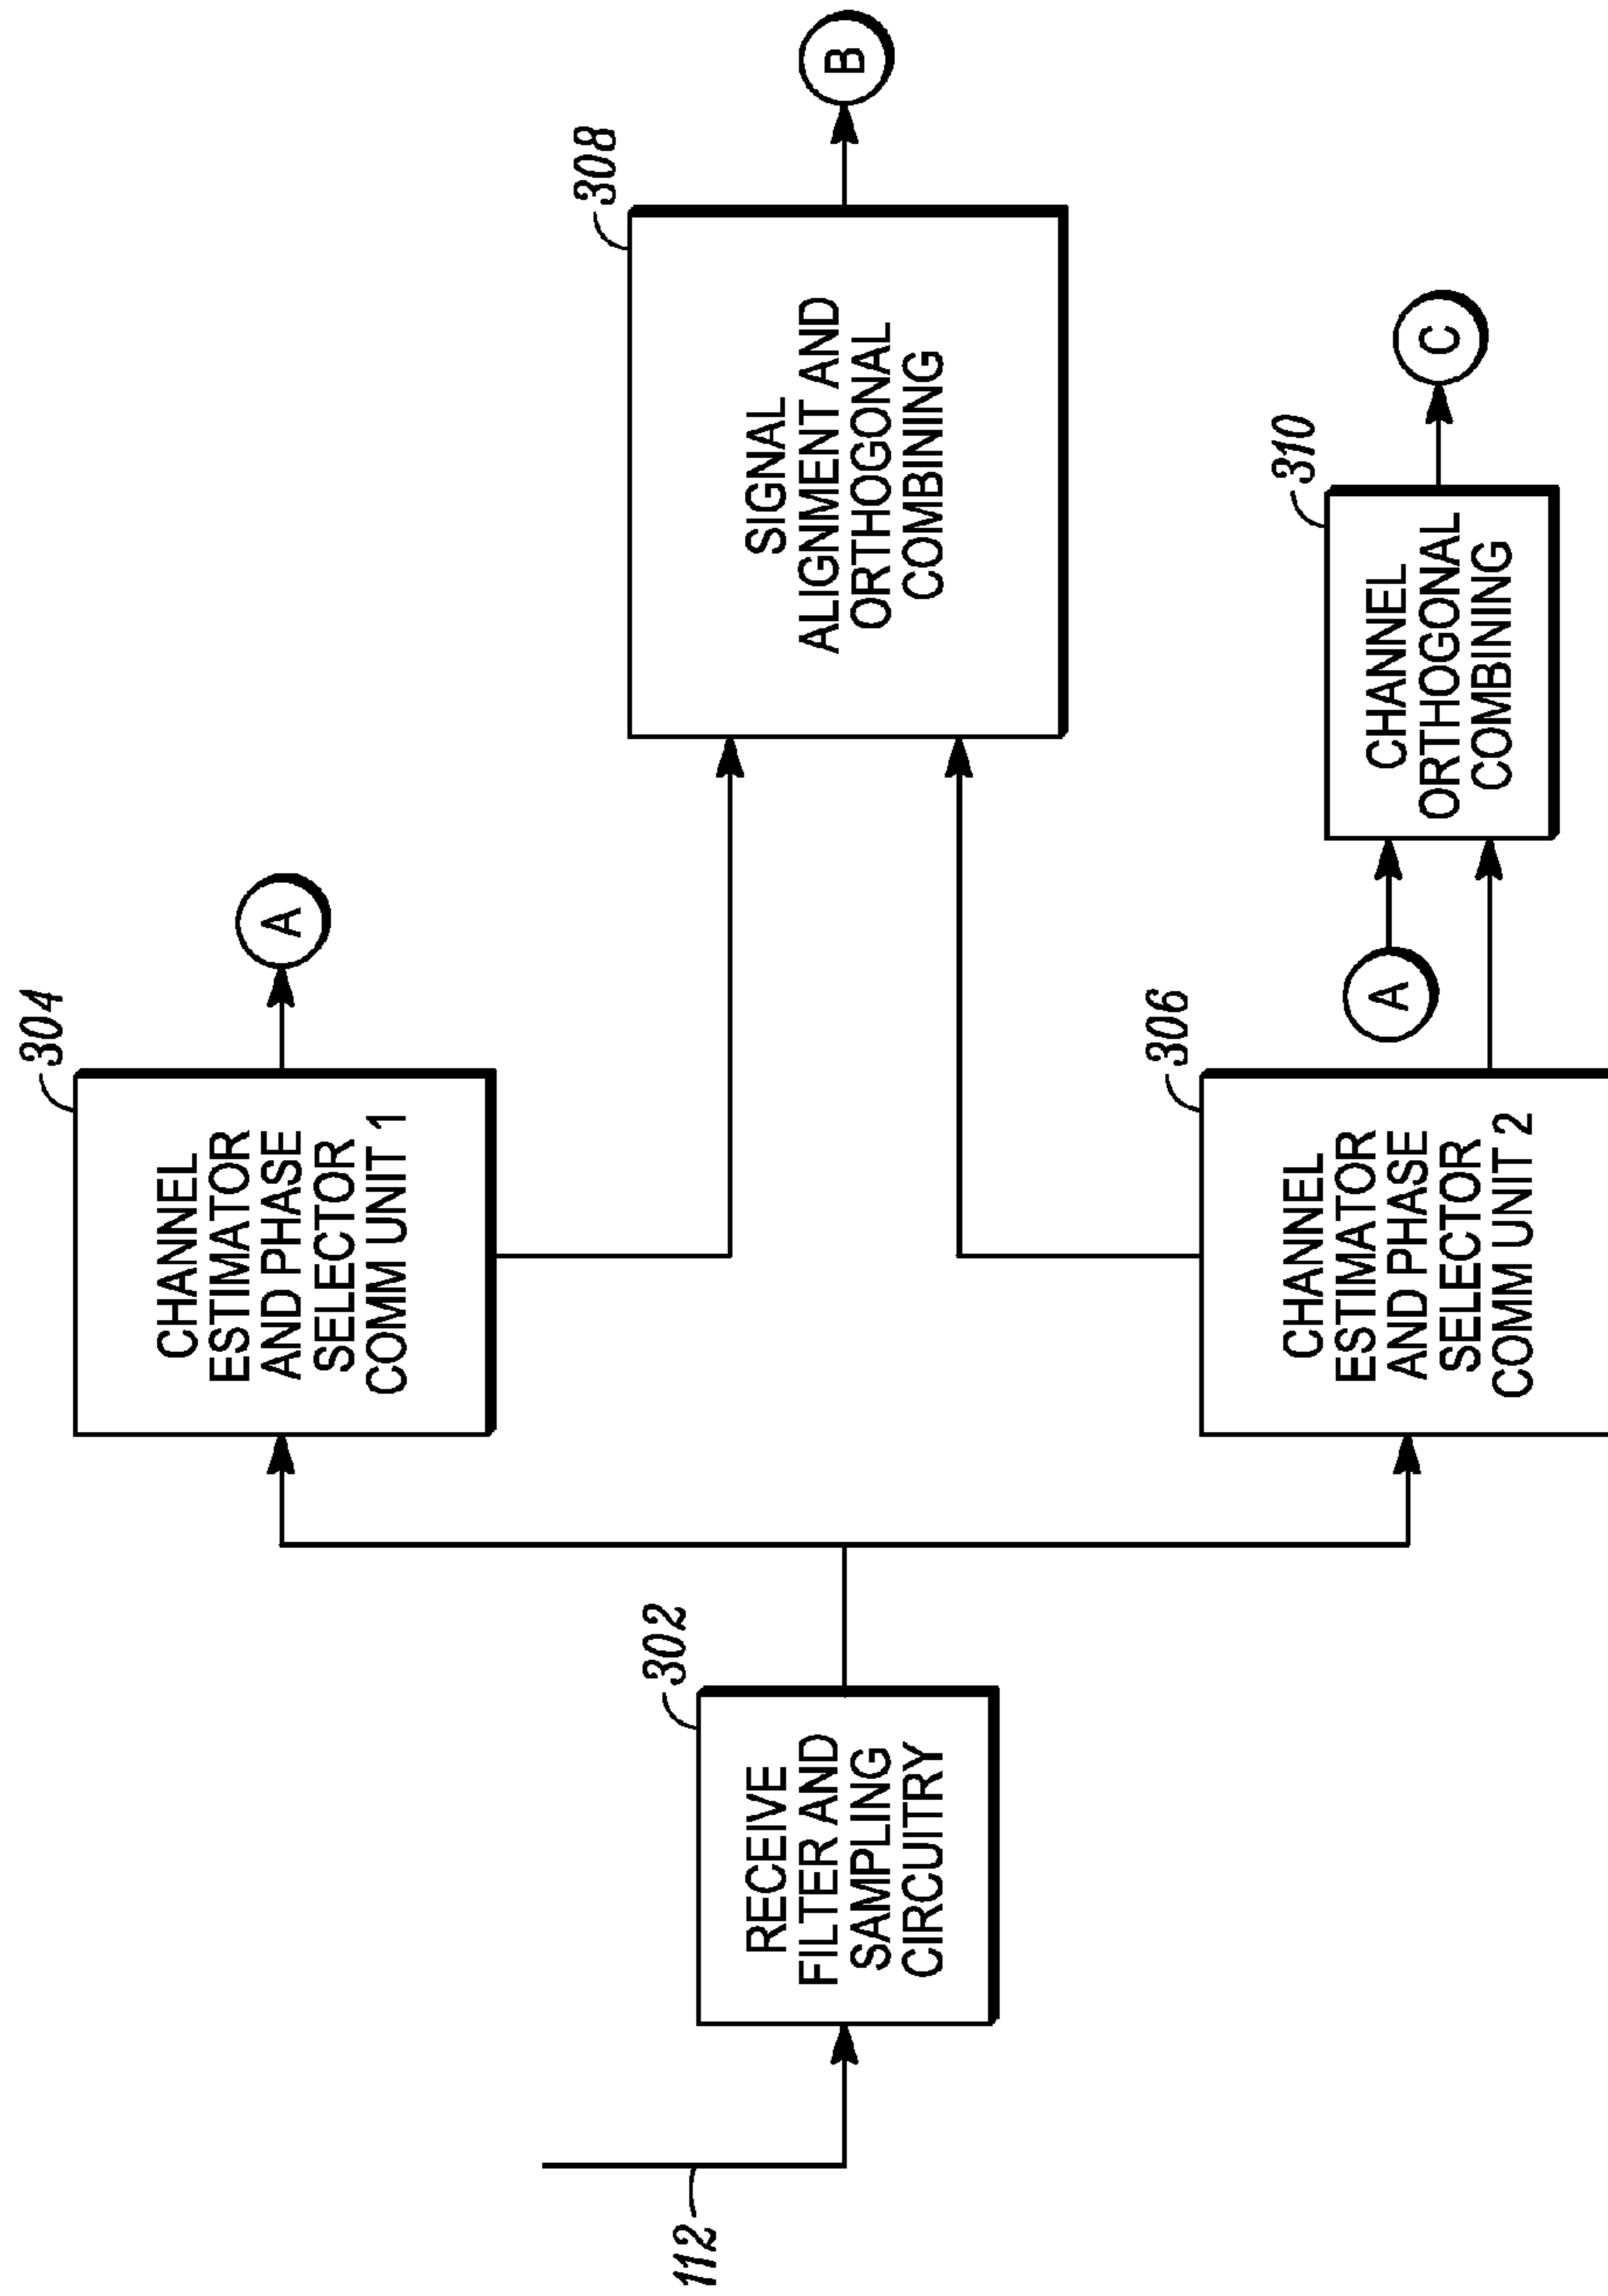 112
302
RECEIVE
FILTER AND
SAMPLING
CIRCUITRY
304
CHANNEL
ESTIMATOR
AND PHASE
SELECTOR
COMM UNIT 1
A
306
CHANNEL
ESTIMATOR
AND PHASE
SELECTOR
COMM UNIT 2
A
308
SIGNAL
ALIGNMENT AND
ORTHOGONAL
COMBINING
B
310
CHANNEL
ORTHOGONAL
COMBINING
C